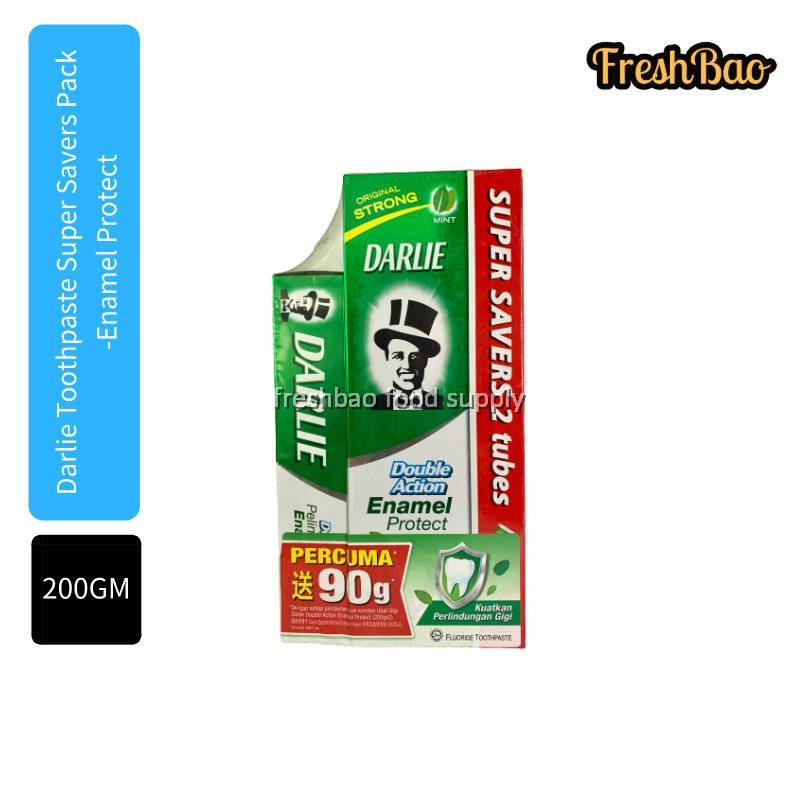 FreshBao
Darlie Toothpaste Super Savers Pack
-Enamel Protect
200GM
ORIGINAL
STRONG
MINT
DARLIE
SUPER SAVERS 2 tubes
DARLIE
freshbao food supply
Double
Action
Enamel
Protect
PERCUMA*
送90g*
Kuatkan
Perlindungan Gigi
FLUORIDE TOOTHPASTE